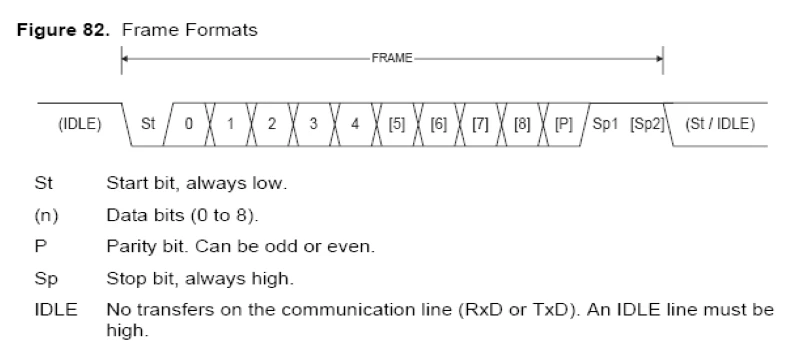 Figure 82. Frame Formats
FRAME
(IDLE) St 0 1 2 3 4 [5] [6] [7] [8] [P] Sp1 [Sp2] (St / IDLE)
St Start bit, always low.
(n) Data bits (0 to 8).
P Parity bit. Can be odd or even.
Sp Stop bit, always high.
IDLE No transfers on the communication line (RxD or TxD). An IDLE line must be
high.